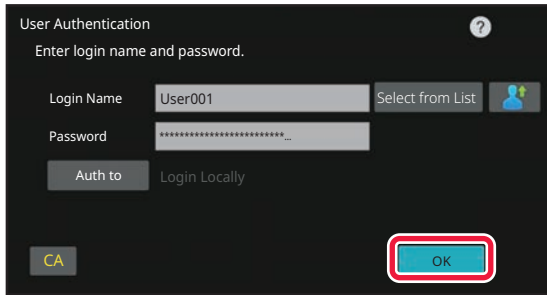 User Authentication
?
Enter login name and password.
Login Name
User001
Select from List
Password
*************************...
Auth to
Login Locally
CA
OK